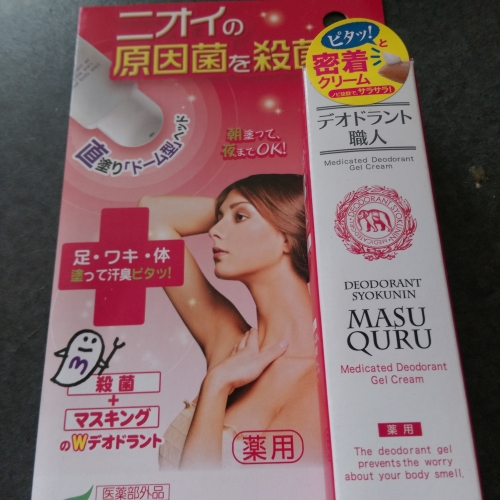 ニオイの
原因菌を殺菌
直塗り「ドーム型」ヘッド
朝塗って、
夜までOK!
足・ワキ・体
塗って汗臭ピタッ!
殺菌
+
マスキング
のWデオドラント
薬用
医薬部外品
ピタッ!と
密着
クリーム
サラサラ!
デオドラント
職人
Medicated Deodorant
Gel Cream
DEODORANT
SYOKUNIN
MASU
QURU
Medicated Deodorant
Gel Cream
薬用
The deodorant gel
prevents the worry
about your body smell.